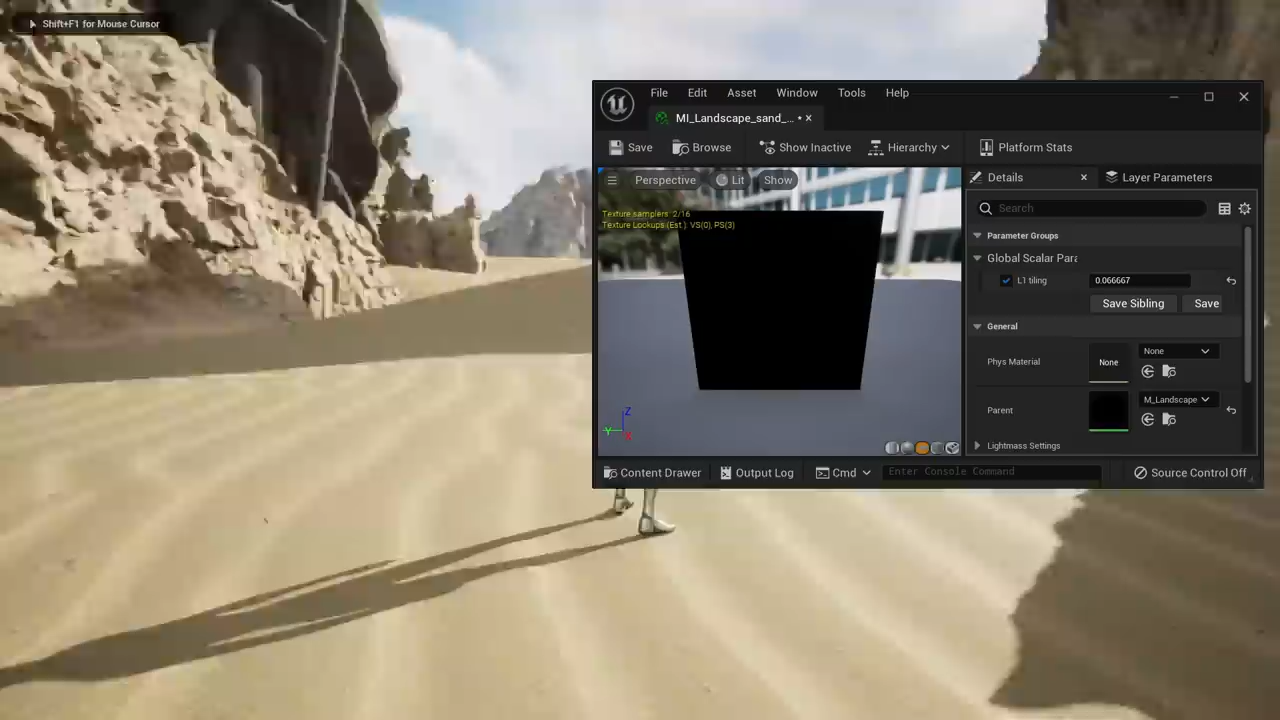 Shift+F1 for Mouse Cursor
File Edit Asset Window Tools Help
MI_Landscape_sand_... •
Save Browse Show Inactive Hierarchy Platform Stats
Perspective Lit Show
Texture samplers: 2/16
Texture Lookups (Est.): VS(0), PS(3)
Z
Y
X
Details Layer Parameters
Search
Parameter Groups
Global Scalar Para
L1 tiling 0.066667
Save Sibling Save
General
Phys Material None None
Parent M_Landscape
Lightmass Settings
Content Drawer Output Log Cmd Enter Console Command Source Control Off